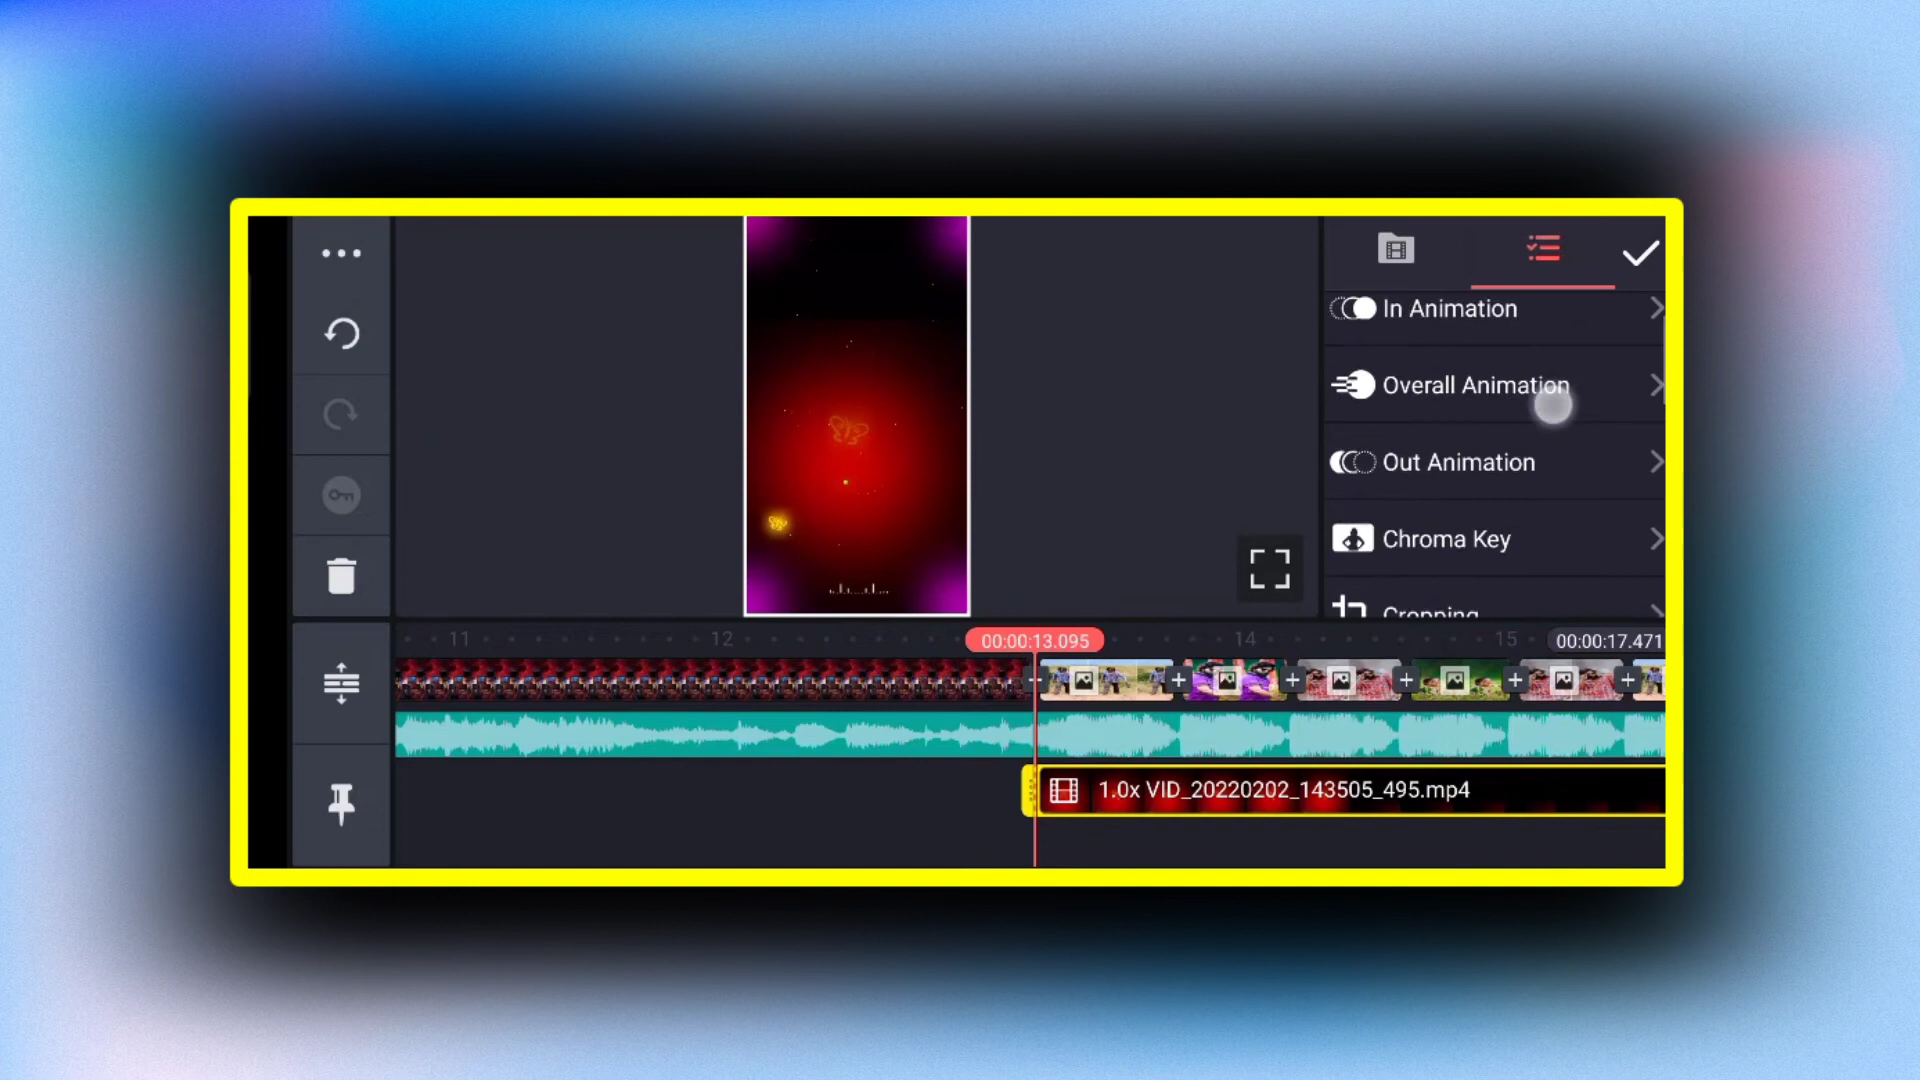 In Animation
Overall Animation
Out Animation
Chroma Key
Cropping
11
12
00:00:13.095
14
15
00:00:17.471
1.0x VID_20220202_143505_495.mp4